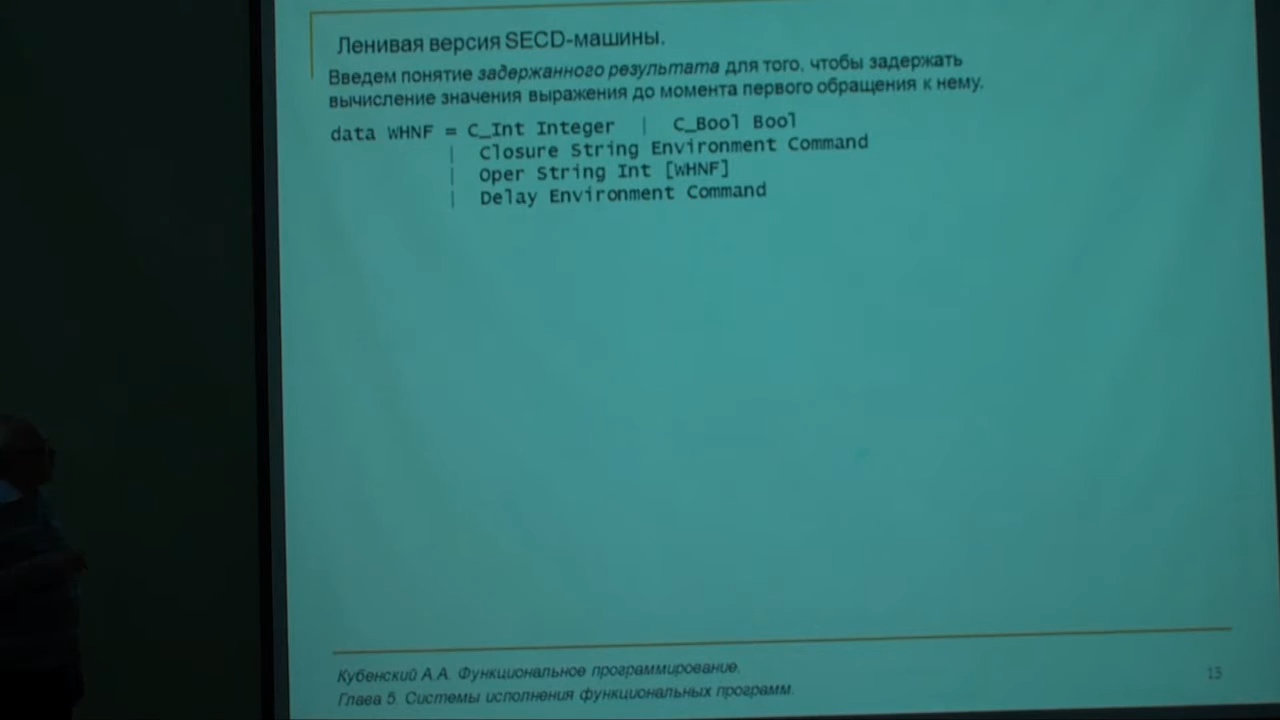 Ленивая версия SECD-машины.
Введем понятие задержанного результата для того, чтобы задержать
вычисление значения выражения до момента первого обращения к нему.
data WHNF = C_Int Integer | C_Bool Bool
| Closure String Environment Command
| Oper String Int [WHNF]
| Delay Environment Command
Кубенский А.А. Функциональное программирование.
Глава 5. Системы исполнения функциональных программ.
13